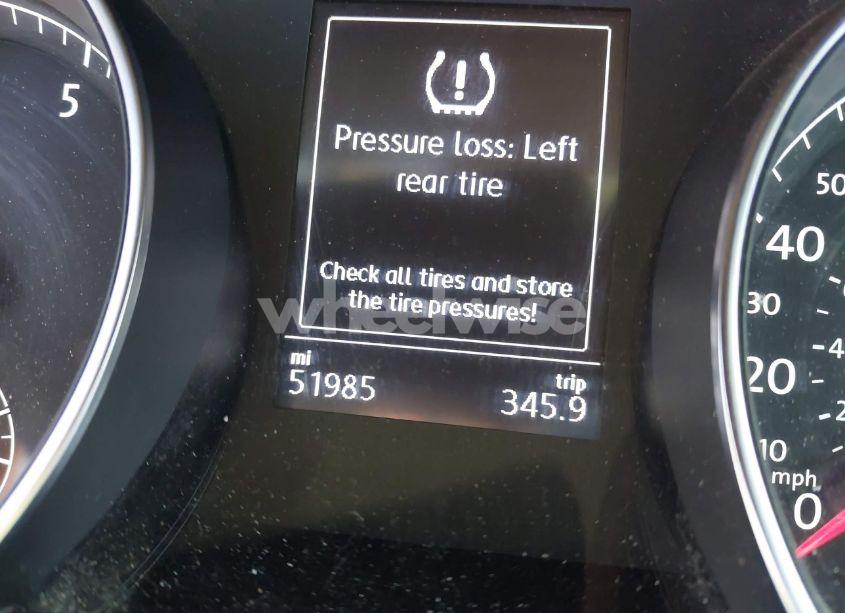 5
Pressure loss: Left
rear tire
Check all tires and store
the tire pressures!
wheelwise
mi
51985
trip
345.9
50
40
30
20
10
mph
0